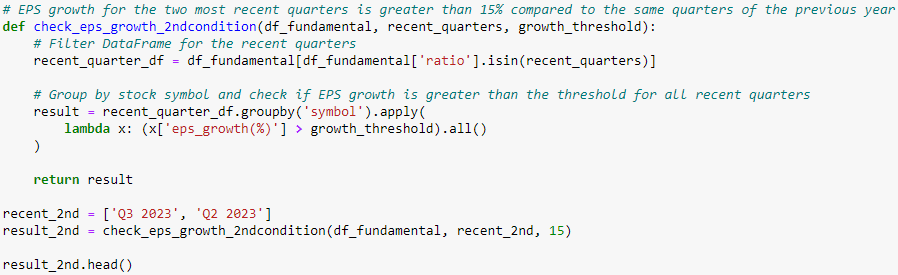 # EPS growth for the two most recent quarters is greater than 15% compared to the same quarters of the previous year
def check_eps_growth_2ndcondition(df_fundamental, recent_quarters, growth_threshold):
    # Filter DataFrame for the recent quarters
    recent_quarter_df = df_fundamental[df_fundamental['ratio'].isin(recent_quarters)]

    # Group by stock symbol and check if EPS growth is greater than the threshold for all recent quarters
    result = recent_quarter_df.groupby('symbol').apply(
        lambda x: (x['eps_growth(%)'] > growth_threshold).all()
    )

    return result

recent_2nd = ['Q3 2023', 'Q2 2023']
result_2nd = check_eps_growth_2ndcondition(df_fundamental, recent_2nd, 15)

result_2nd.head()